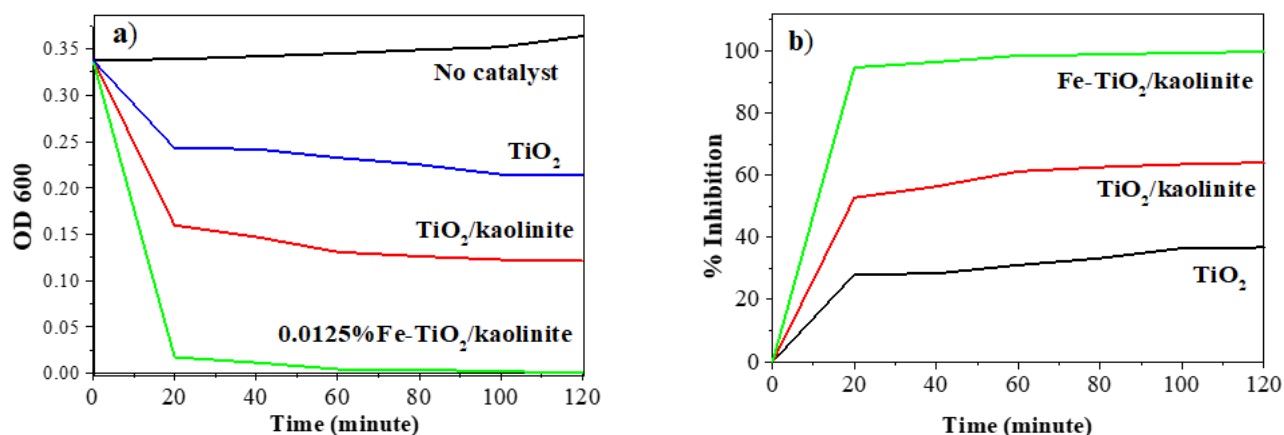 a)
No catalyst
TiO₂
TiO₂/kaolinite
0.0125%Fe-TiO₂/kaolinite
OD 600
0.35
0.30
0.25
0.20
0.15
0.10
0.05
0.00
0 20 40 60 80 100 120
Time (minute)
b)
Fe-TiO₂/kaolinite
TiO₂/kaolinite
TiO₂
% Inhibition
100
80
60
40
20
0
0 20 40 60 80 100 120
Time (minute)